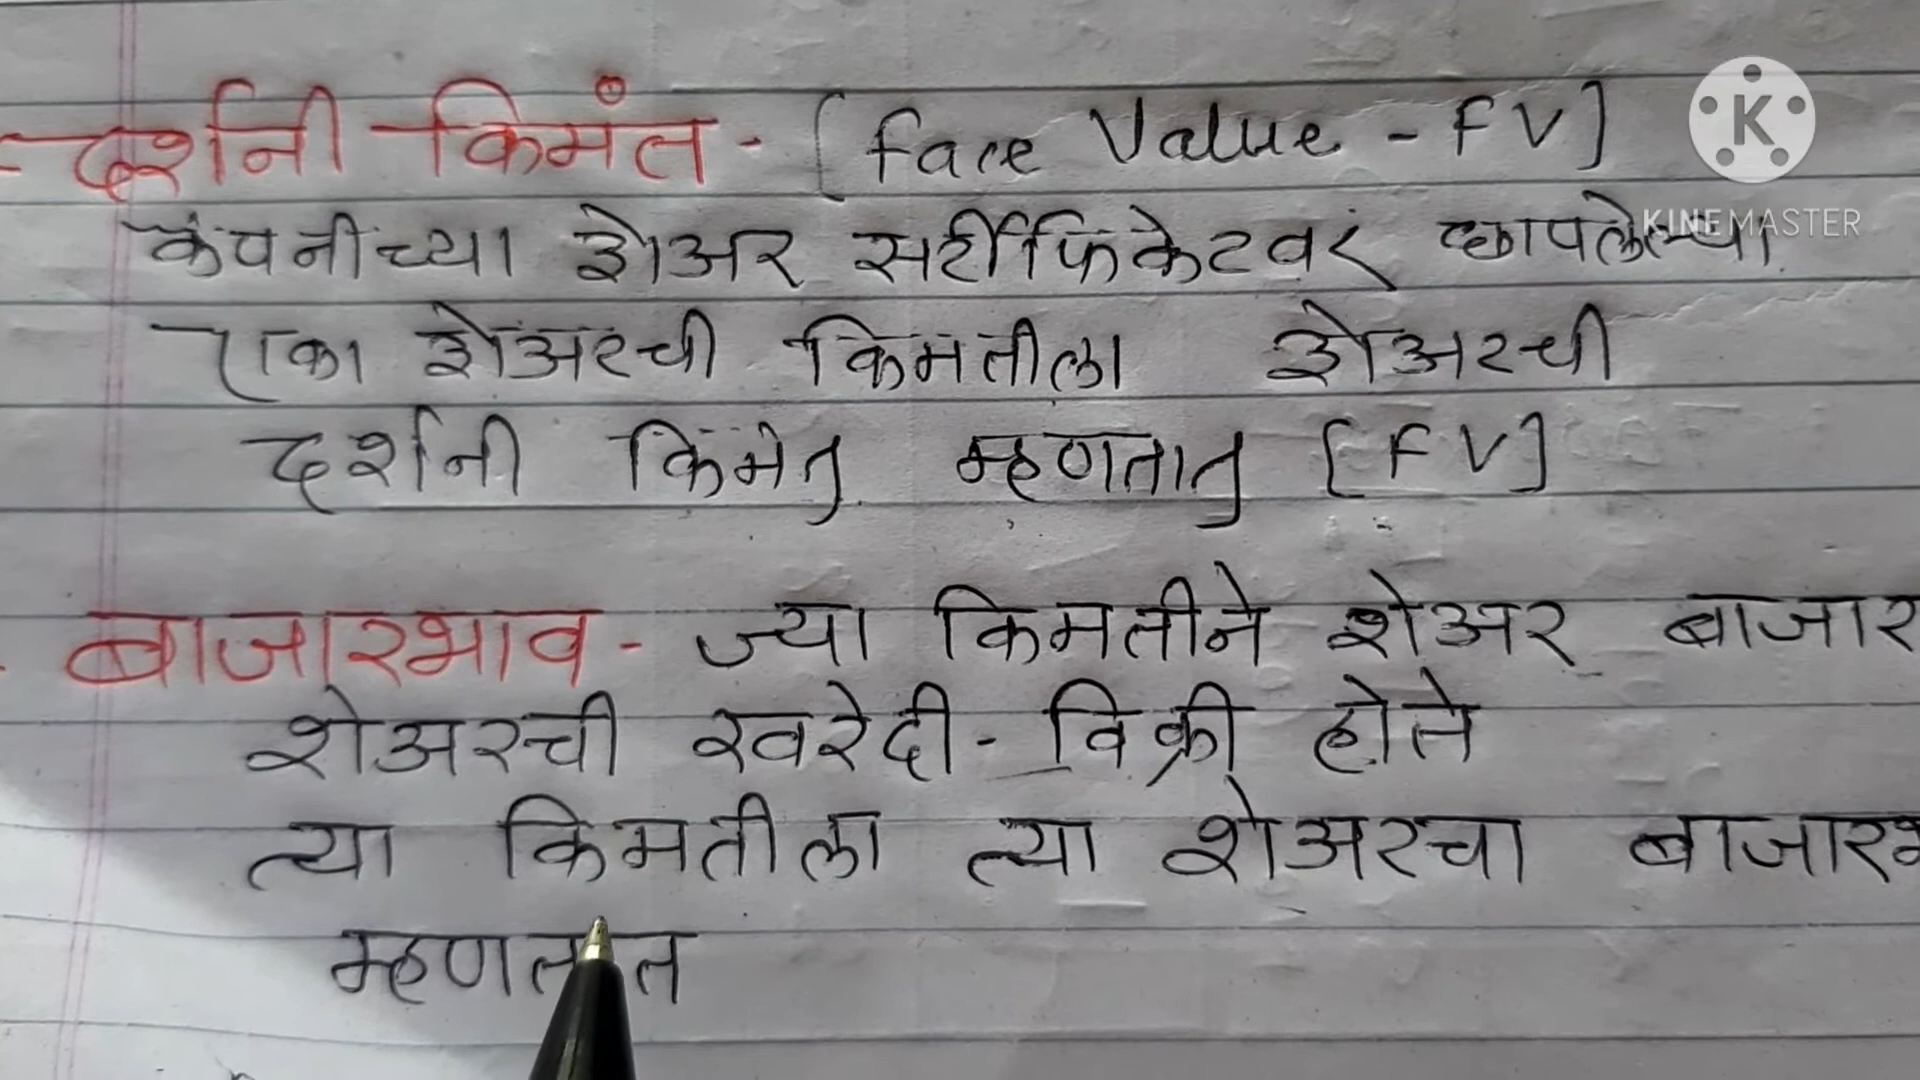 दर्शनी किमंत - [Face Value - FV]
K
KINEMASTER
कंपनीच्या शेअर सर्टीफिकेटवर छापलेल्या
एका शेअरची किमतीला शेअरची
दर्शनी किंमत म्हणतात [FV]
बाजारभाव - ज्या किमतीने शेअर बाजार
शेअरची खरेदी - विक्री होते
त्या किमतीला त्या शेअरचा बाजारभ
म्हणतात